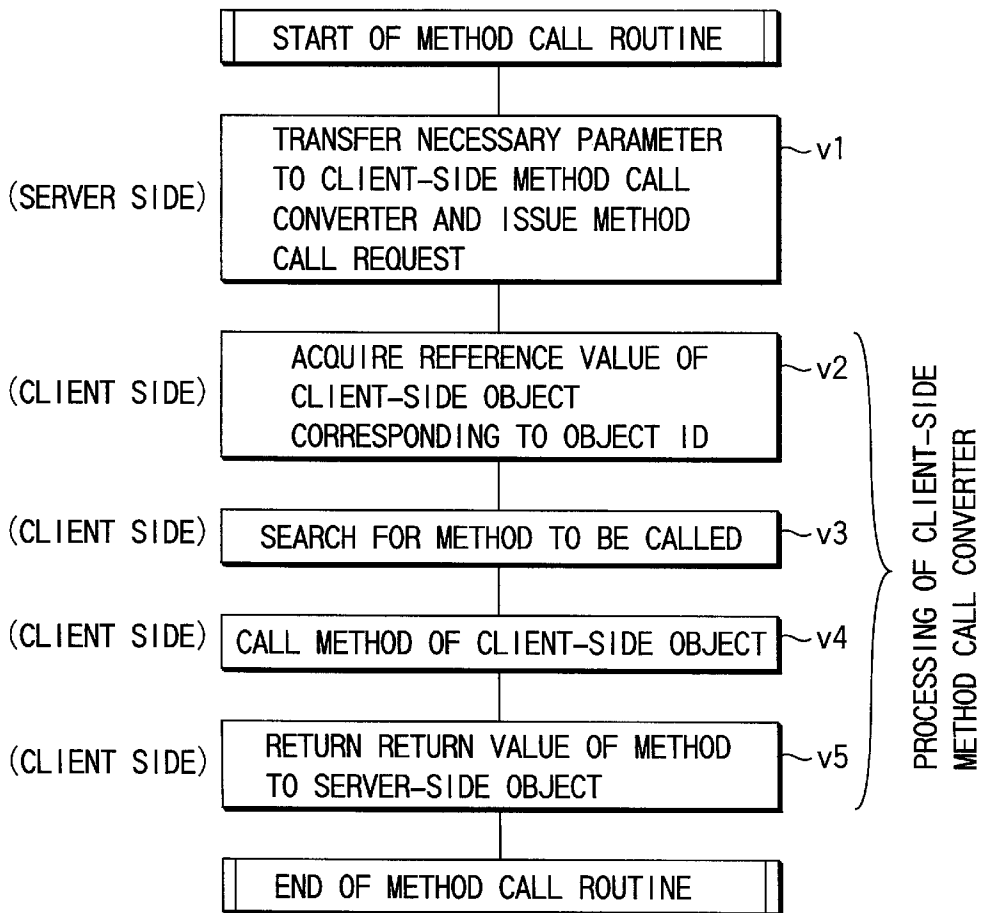 START OF METHOD CALL ROUTINE
(SERVER SIDE)
TRANSFER NECESSARY PARAMETER
TO CLIENT-SIDE METHOD CALL
CONVERTER AND ISSUE METHOD
CALL REQUEST
v1
(CLIENT SIDE)
ACQUIRE REFERENCE VALUE OF
CLIENT-SIDE OBJECT
CORRESPONDING TO OBJECT ID
v2
(CLIENT SIDE)
SEARCH FOR METHOD TO BE CALLED
v3
(CLIENT SIDE)
CALL METHOD OF CLIENT-SIDE OBJECT
v4
(CLIENT SIDE)
RETURN RETURN VALUE OF METHOD
TO SERVER-SIDE OBJECT
v5
PROCESSING OF CLIENT-SIDE
METHOD CALL CONVERTER
END OF METHOD CALL ROUTINE